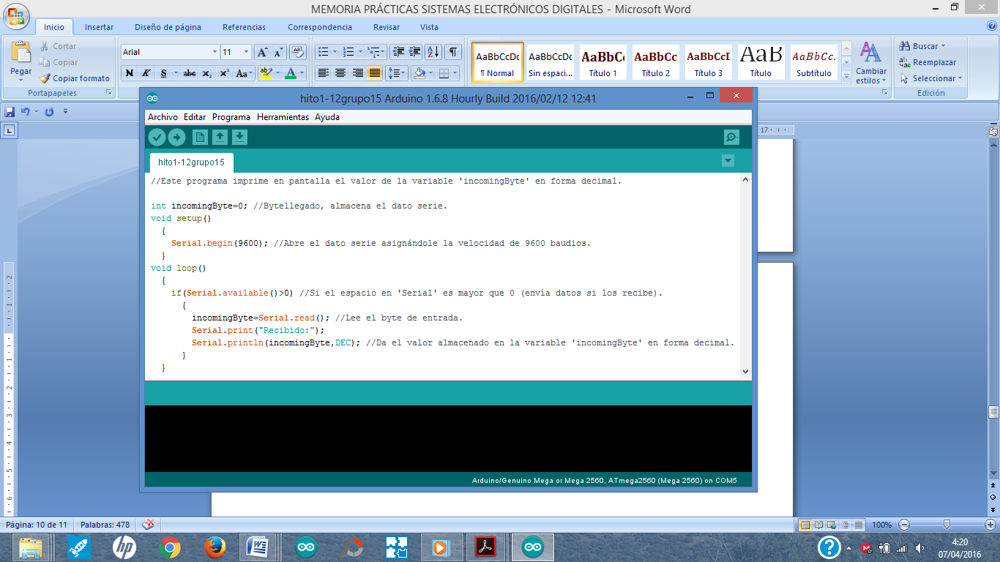 MEMORIA PRÁCTICAS SISTEMAS ELECTRÓNICOS DIGITALES - Microsoft Word
Inicio Insertar Diseño de página Referencias Correspondencia Revisar Vista
Pegar
Cortar
Copiar
Copiar formato
Portapapeles
Arial 11
N K S abc x₂ x² Aa
AaBbCcDc AaBbCcDc AaBbCc AaBbCc AaBbCcI AaB AaBbCc.
¶ Normal Sin espaci... Título 1 Título 2 Título 3 Título Subtítulo
Cambiar estilos
Buscar
Reemplazar
Seleccionar
Edición
17
hito1-12grupo15 Arduino 1.6.8 Hourly Build 2016/02/12 12:41
Archivo Editar Programa Herramientas Ayuda
hito1-12grupo15
//Este programa imprime en pantalla el valor de la variable 'incomingByte' en forma decimal.
int incomingByte=0; //Bytellegado, almacena el dato serie.
void setup()
{
Serial.begin(9600); //Abre el dato serie asignándole la velocidad de 9600 baudios.
}
void loop()
{
if(Serial.available()>0) //Si el espacio en 'Serial' es mayor que 0 (envía datos si los recibe).
{
incomingByte=Serial.read(); //Lee el byte de entrada.
Serial.print("Recibido:");
Serial.println(incomingByte,DEC); //Da el valor almacenado en la variable 'incomingByte' en forma decimal.
}
}
Arduino/Genuino Mega or Mega 2560, ATmega2560 (Mega 2560) on COM5
Página: 10 de 11 Palabras: 478 100%
4:20
07/04/2016